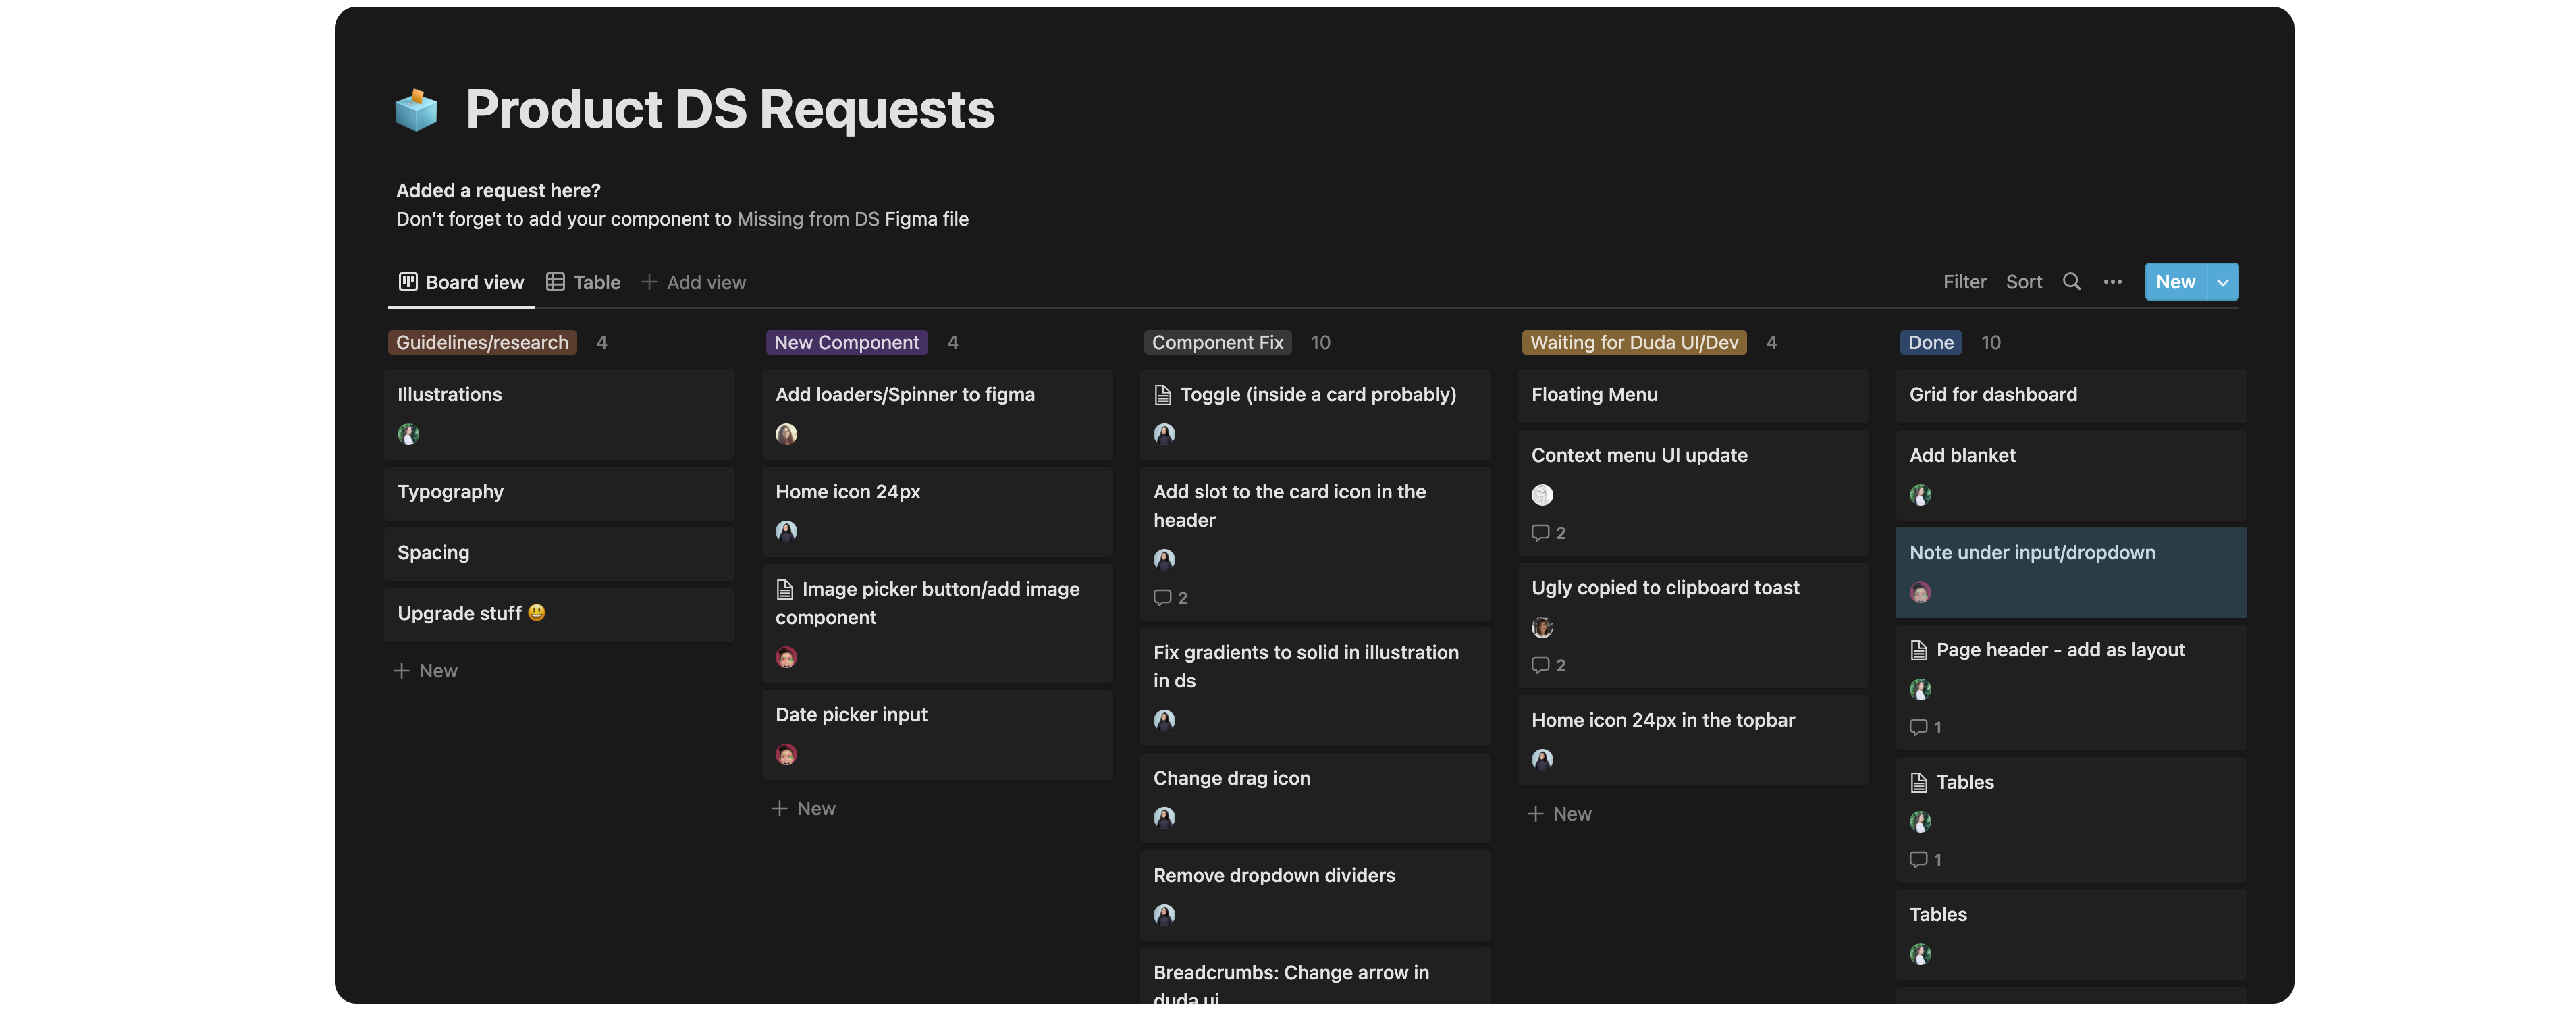 Product DS Requests
Added a request here?
Don’t forget to add your component to Missing from DS Figma file
Board view
Table
Add view
Filter
Sort
New
Guidelines/research 4
Illustrations
Typography
Spacing
Upgrade stuff 😃
New
New Component 4
Add loaders/Spinner to figma
Home icon 24px
Image picker button/add image
component
Date picker input
New
Component Fix 10
Toggle (inside a card probably)
Add slot to the card icon in the
header
2
Fix gradients to solid in illustration
in ds
Change drag icon
Remove dropdown dividers
Breadcrumbs: Change arrow in
duda ui
Waiting for Duda UI/Dev 4
Floating Menu
Context menu UI update
2
Ugly copied to clipboard toast
2
Home icon 24px in the topbar
New
Done 10
Grid for dashboard
Add blanket
Note under input/dropdown
Page header - add as layout
1
Tables
1
Tables